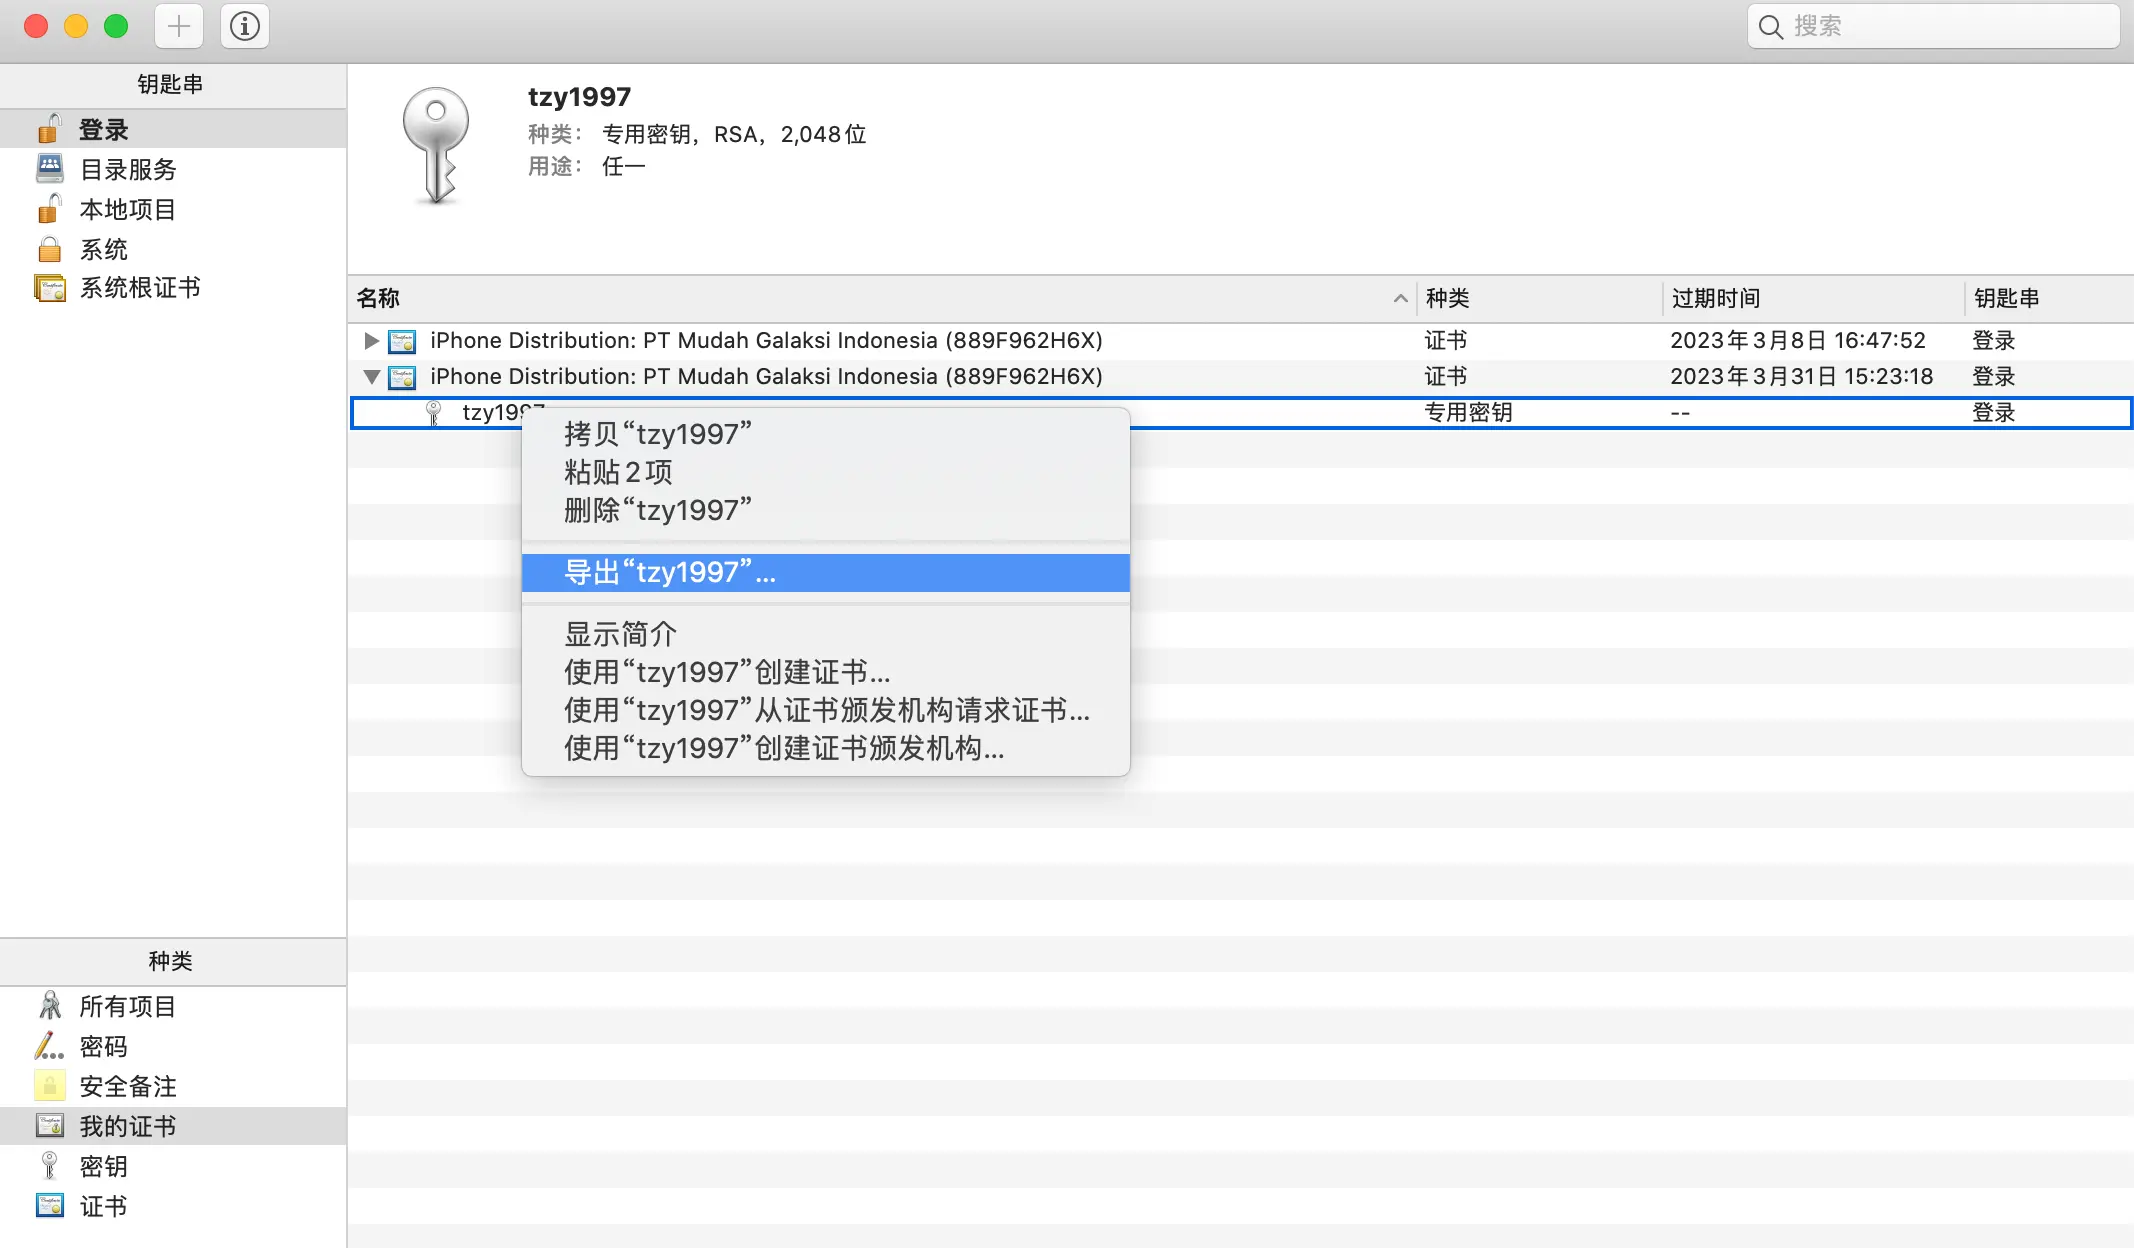 搜索
钥匙串
登录
目录服务
本地项目
系统
系统根证书
tzy1997
种类： 专用密钥，RSA，2,048位
用途： 任一
名称 种类 过期时间 钥匙串
iPhone Distribution: PT Mudah Galaksi Indonesia (889F962H6X) 证书 2023年3月8日 16:47:52 登录
iPhone Distribution: PT Mudah Galaksi Indonesia (889F962H6X) 证书 2023年3月31日 15:23:18 登录
tzy1997 专用密钥 -- 登录
拷贝“tzy1997”
粘贴2项
删除“tzy1997”
导出“tzy1997”...
显示简介
使用“tzy1997”创建证书...
使用“tzy1997”从证书颁发机构请求证书...
使用“tzy1997”创建证书颁发机构...
种类
所有项目
密码
安全备注
我的证书
密钥
证书